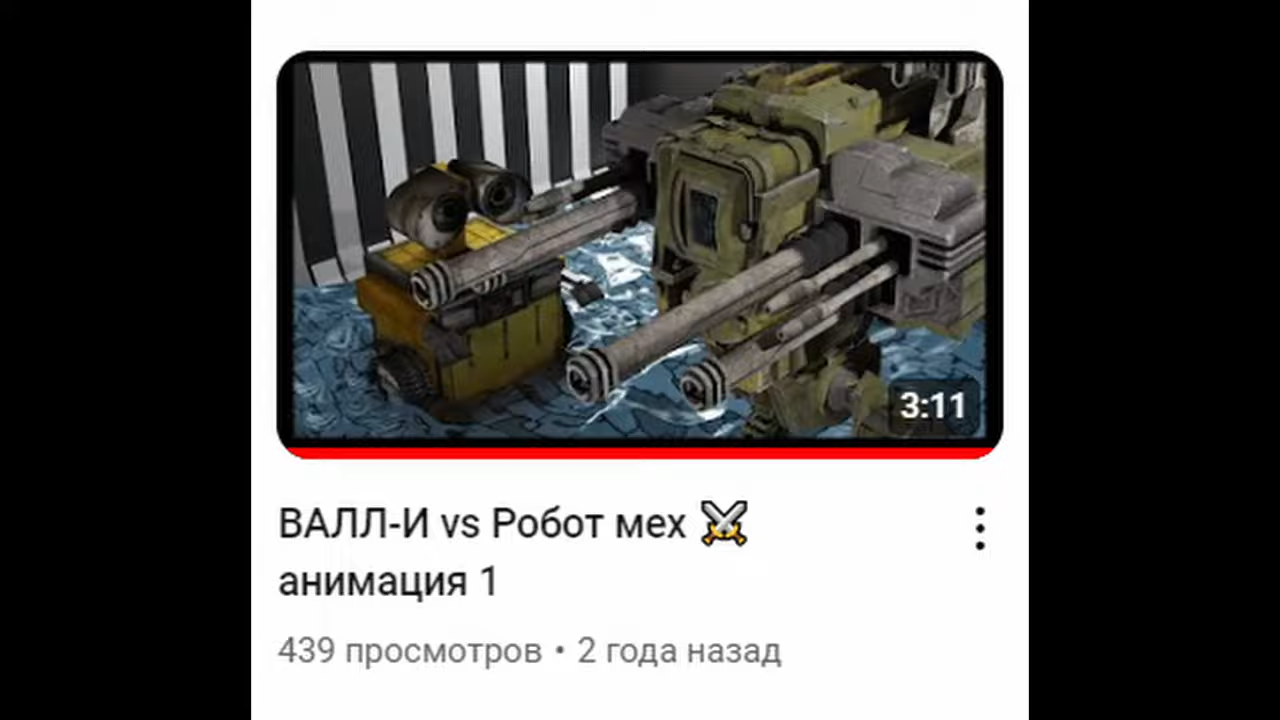 3:11
ВАЛЛ-И vs Робот мех ⚔️
анимация 1
439 просмотров • 2 года назад